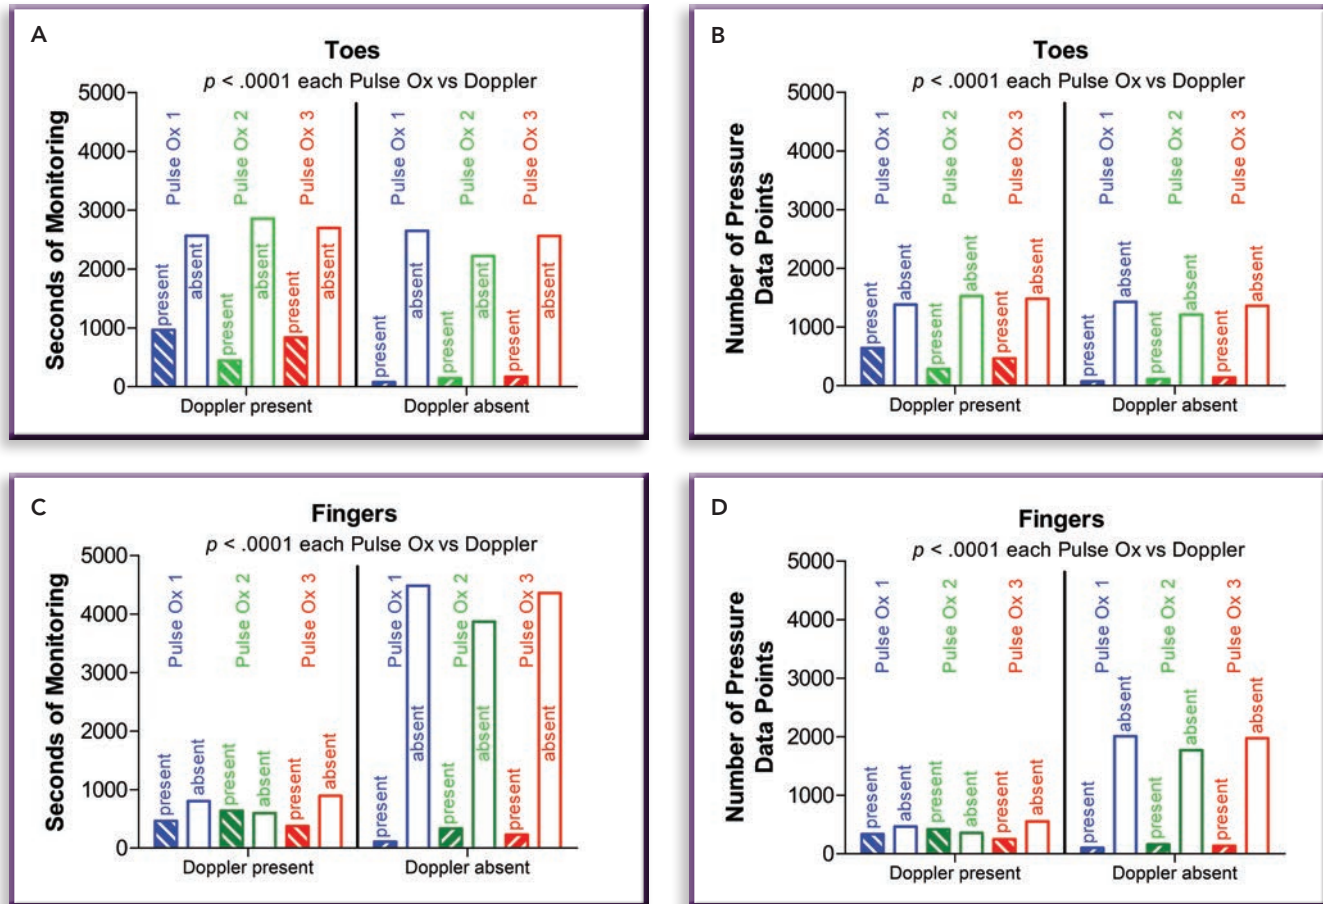 A
Toes
p < .0001 each Pulse Ox vs Doppler
Seconds of Monitoring
5000
4000
3000
2000
1000
0
Pulse Ox 1
Pulse Ox 2
Pulse Ox 3
Pulse Ox 1
Pulse Ox 2
Pulse Ox 3
present
absent
present
absent
present
absent
present
absent
present
absent
present
absent
Doppler present
Doppler absent
B
Toes
p < .0001 each Pulse Ox vs Doppler
Number of Pressure
Data Points
5000
4000
3000
2000
1000
0
Pulse Ox 1
Pulse Ox 2
Pulse Ox 3
Pulse Ox 1
Pulse Ox 2
Pulse Ox 3
present
absent
present
absent
present
absent
present
absent
present
absent
present
absent
Doppler present
Doppler absent
C
Fingers
p < .0001 each Pulse Ox vs Doppler
Seconds of Monitoring
5000
4000
3000
2000
1000
0
Pulse Ox 1
Pulse Ox 2
Pulse Ox 3
Pulse Ox 1
Pulse Ox 2
Pulse Ox 3
present
absent
present
absent
present
absent
present
absent
present
absent
present
absent
Doppler present
Doppler absent
D
Fingers
p < .0001 each Pulse Ox vs Doppler
Number of Pressure
Data Points
5000
4000
3000
2000
1000
0
Pulse Ox 1
Pulse Ox 2
Pulse Ox 3
Pulse Ox 1
Pulse Ox 2
Pulse Ox 3
present
absent
present
absent
present
absent
present
absent
present
absent
present
absent
Doppler present
Doppler absent